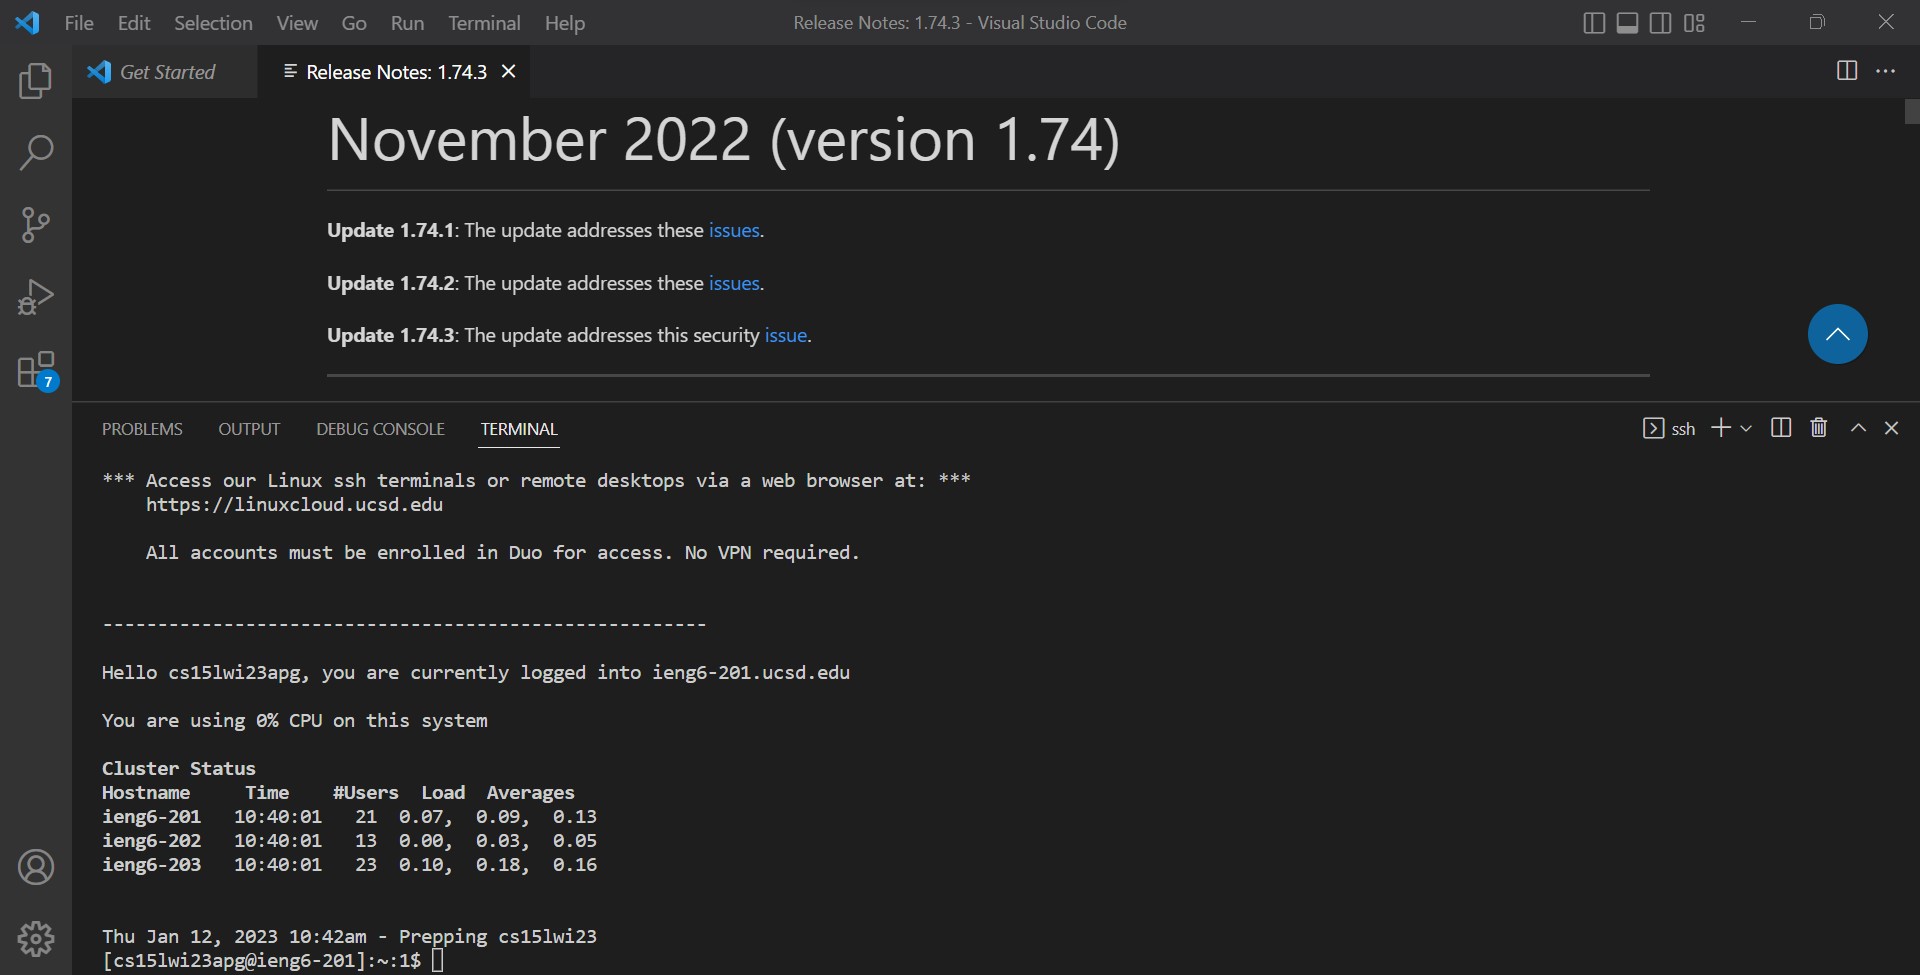 File Edit Selection View Go Run Terminal Help Release Notes: 1.74.3 - Visual Studio Code
Get Started Release Notes: 1.74.3
November 2022 (version 1.74)
Update 1.74.1: The update addresses these issues.
Update 1.74.2: The update addresses these issues.
Update 1.74.3: The update addresses this security issue.
7
PROBLEMS OUTPUT DEBUG CONSOLE TERMINAL ssh
*** Access our Linux ssh terminals or remote desktops via a web browser at: ***
https://linuxcloud.ucsd.edu
All accounts must be enrolled in Duo for access. No VPN required.
-------------------------------------------------------
Hello cs15lwi23apg, you are currently logged into ieng6-201.ucsd.edu
You are using 0% CPU on this system
Cluster Status
Hostname Time #Users Load Averages
ieng6-201 10:40:01 21 0.07, 0.09, 0.13
ieng6-202 10:40:01 13 0.00, 0.03, 0.05
ieng6-203 10:40:01 23 0.10, 0.18, 0.16
Thu Jan 12, 2023 10:42am - Prepping cs15lwi23
[cs15lwi23apg@ieng6-201]:~:1$